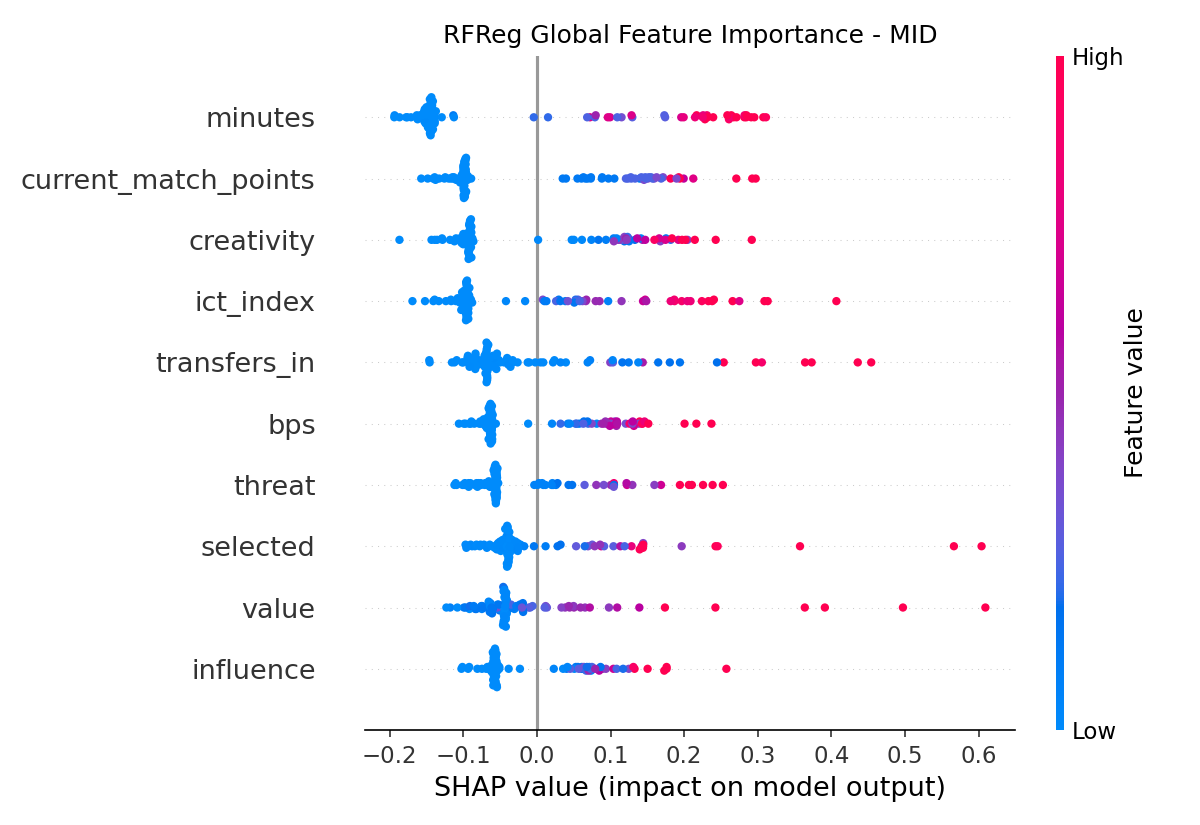 RFReg Global Feature Importance - MID
High
minutes
current_match_points
creativity
ict_index
transfers_in
bps
threat
selected
value
influence
Feature value
Low
−0.2 −0.1 0.0 0.1 0.2 0.3 0.4 0.5 0.6
SHAP value (impact on model output)